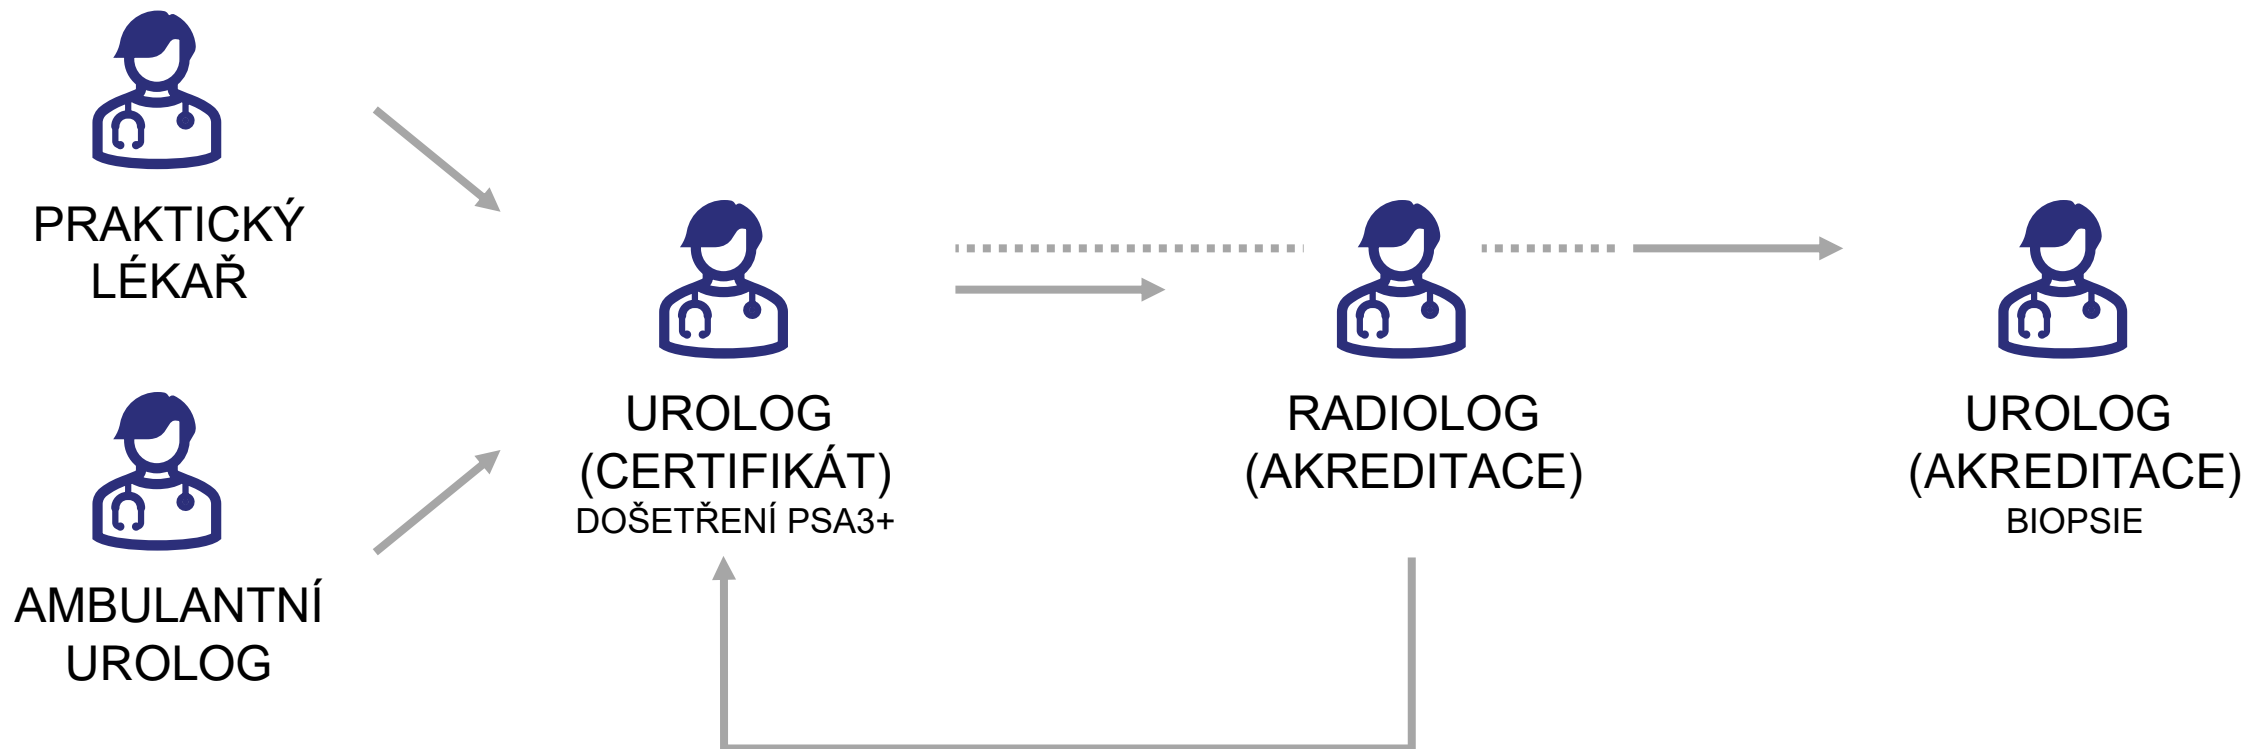 PRAKTICKÝ
LÉKAŘ
AMBULANTNÍ
UROLOG
UROLOG
(CERTIFIKÁT)
DOŠETŘENÍ PSA3+
RADIOLOG
(AKREDITACE)
UROLOG
(AKREDITACE)
BIOPSIE